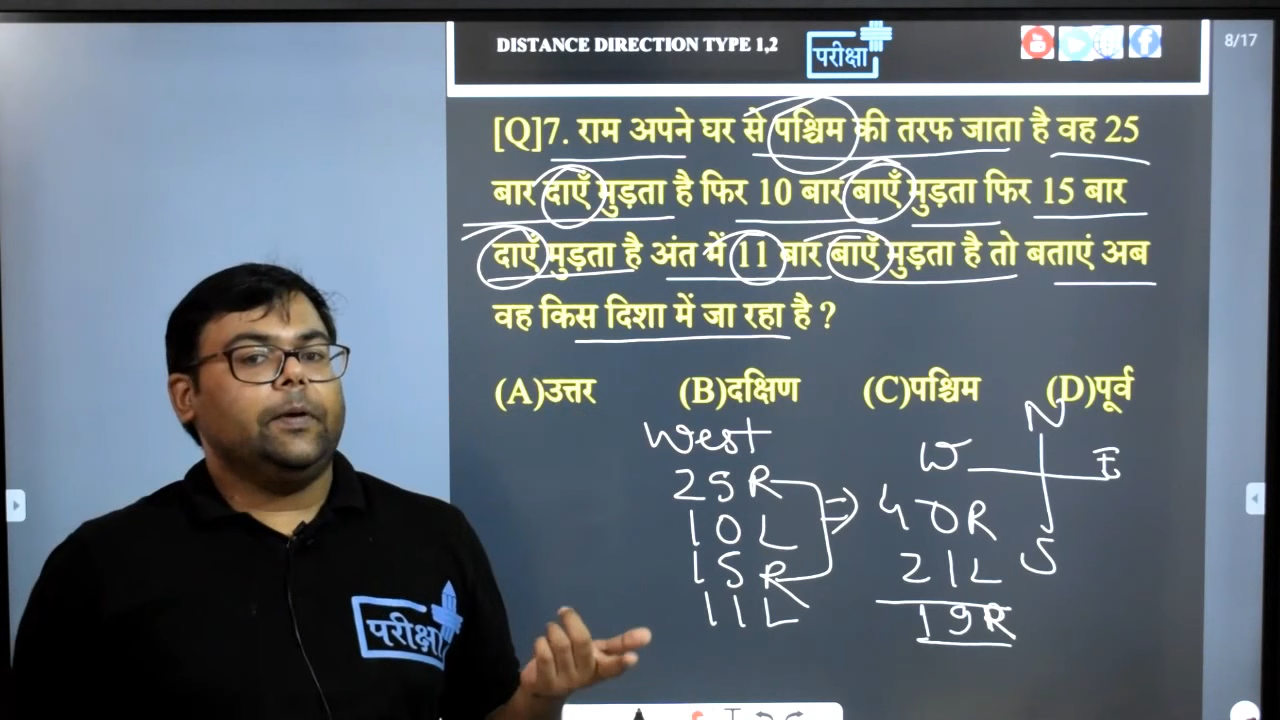 DISTANCE DIRECTION TYPE 1,2
परीक्षा
8/17
[Q]7. राम अपने घर से पश्चिम की तरफ जाता है वह 25
बार दाएँ मुड़ता है फिर 10 बार बाएँ मुड़ता फिर 15 बार
दाएँ मुड़ता है अंत में 11 बार बाएँ मुड़ता है तो बताएं अब
वह किस दिशा में जा रहा है ?
(A)उत्तर (B)दक्षिण (C)पश्चिम (D)पूर्व
West
25R
10L
15R
11L
N
W E
S
40R
21L
19R
परीक्षा